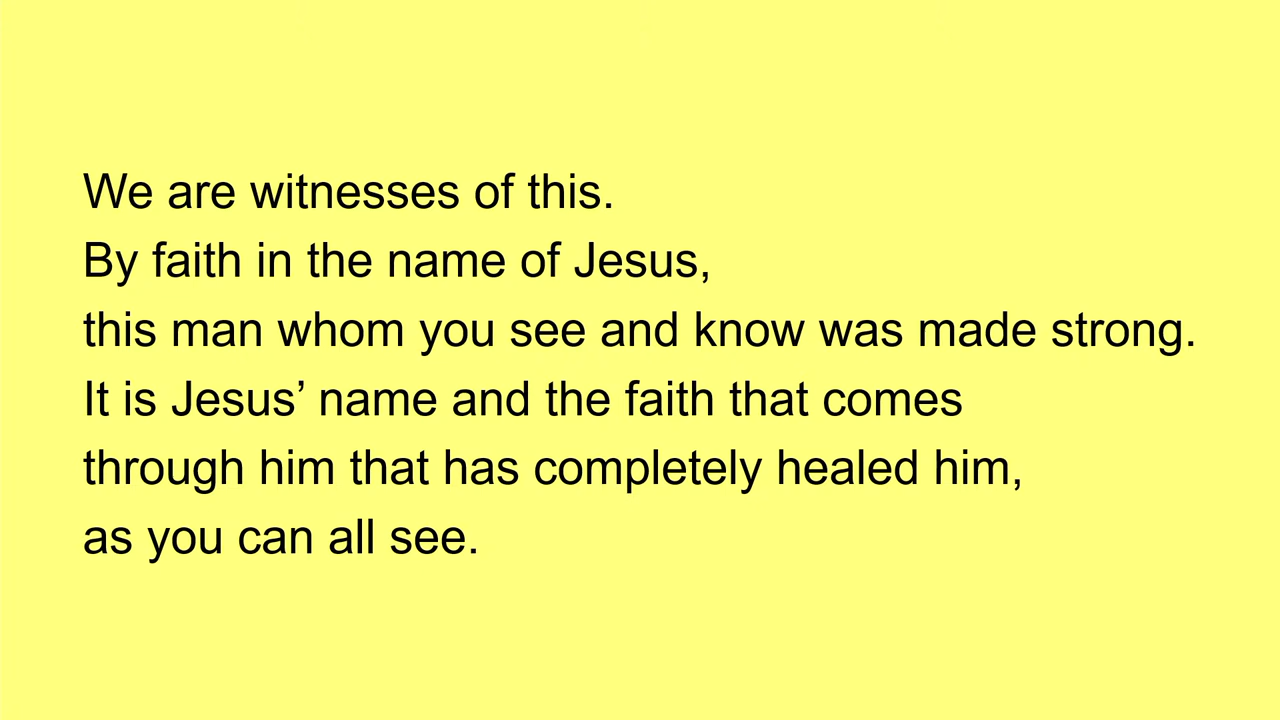 We are witnesses of this.
By faith in the name of Jesus,
this man whom you see and know was made strong.
It is Jesus’ name and the faith that comes
through him that has completely healed him,
as you can all see.